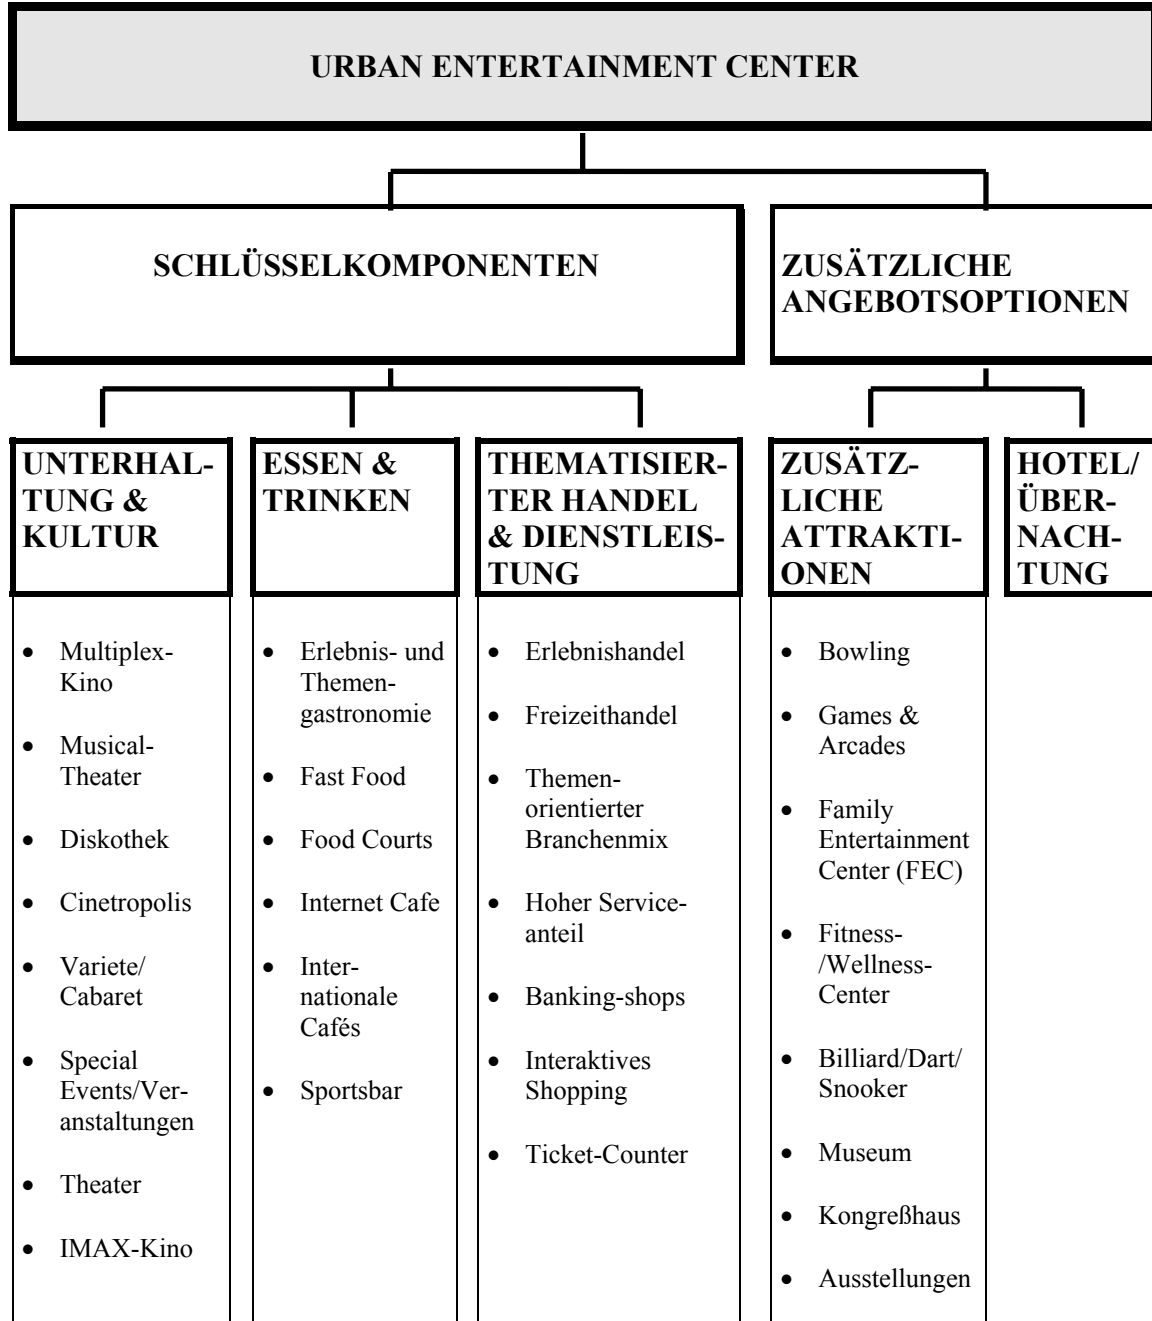 URBAN ENTERTAINMENT CENTER
SCHLÜSSELKOMPONENTEN
ZUSÄTZLICHE
ANGEBOTSOPTIONEN
UNTERHAL-
TUNG &
KULTUR
ESSEN &
TRINKEN
THEMATISIER-
TER HANDEL
& DIENSTLEIS-
TUNG
ZUSÄTZ-
LICHE
ATTRAKTI-
ONEN
HOTEL/
ÜBER-
NACH-
TUNG
• Multiplex-
Kino
• Musical-
Theater
• Diskothek
• Cinetropolis
• Variete/
Cabaret
• Special
Events/Ver-
anstaltungen
• Theater
• IMAX-Kino
• Erlebnis- und
Themen-
gastronomie
• Fast Food
• Food Courts
• Internet Cafe
• Inter-
nationale
Cafés
• Sportsbar
• Erlebnishandel
• Freizeithandel
• Themen-
orientierter
Branchenmix
• Hoher Service-
anteil
• Banking-shops
• Interaktives
Shopping
• Ticket-Counter
• Bowling
• Games &
Arcades
• Family
Entertainment
Center (FEC)
• Fitness-
/Wellness-
Center
• Billiard/Dart/
Snooker
• Museum
• Kongreßhaus
• Ausstellungen